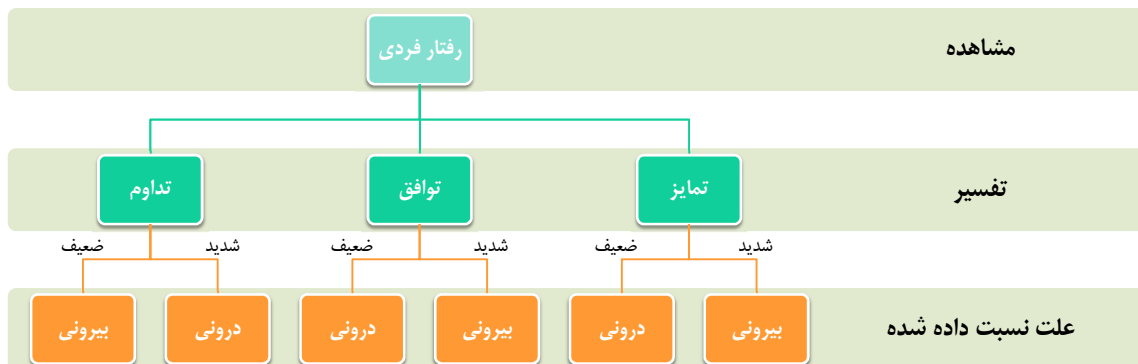 مشاهده
رفتار فردی
تفسیر
تمایز
توافق
تداوم
شدید
ضعیف
شدید
ضعیف
شدید
ضعیف
علت نسبت داده شده
بیرونی
درونی
بیرونی
درونی
درونی
بیرونی